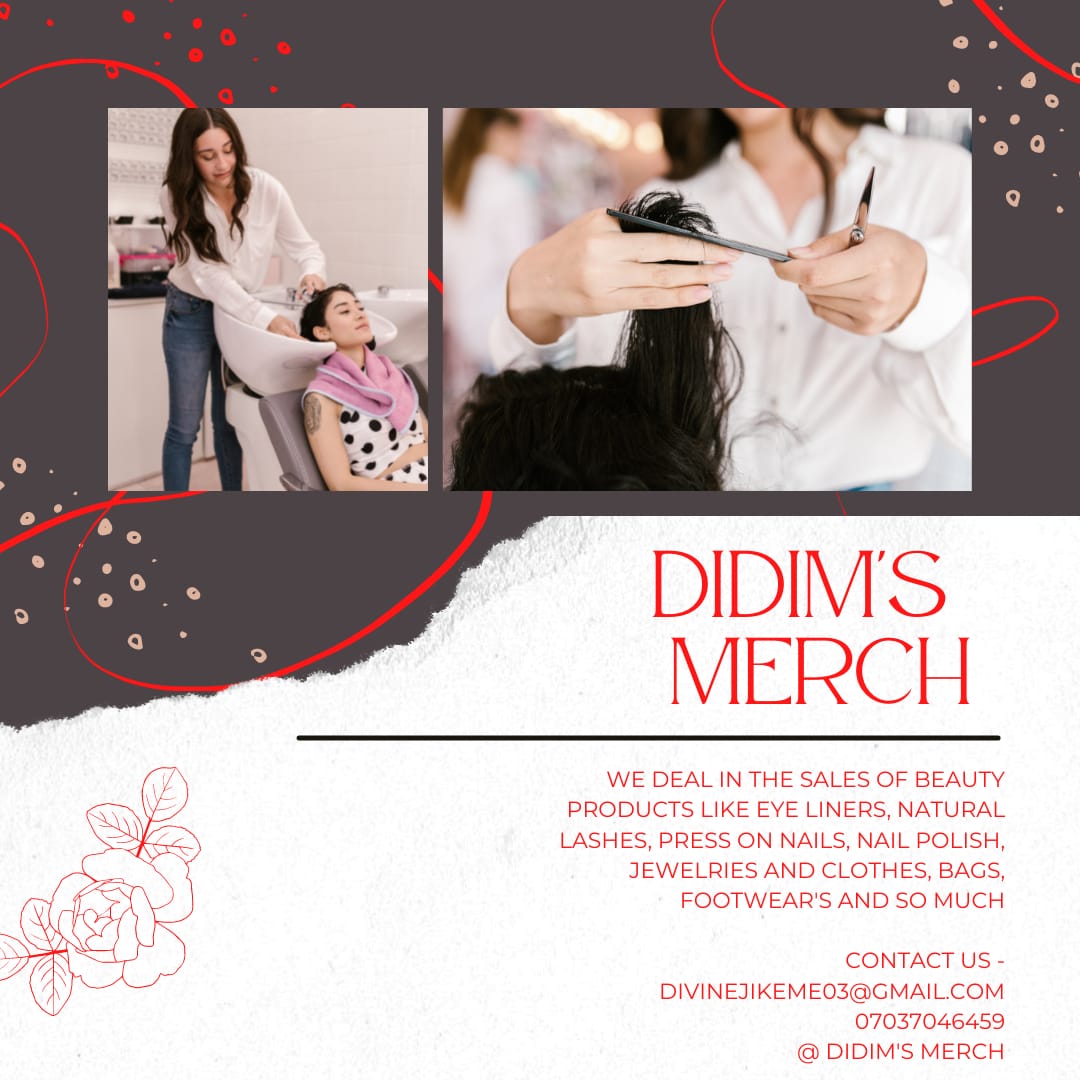 DIDIM'S
MERCH
WE DEAL IN THE SALES OF BEAUTY
PRODUCTS LIKE EYE LINERS, NATURAL
LASHES, PRESS ON NAILS, NAIL POLISH,
JEWELRIES AND CLOTHES, BAGS,
FOOTWEAR'S AND SO MUCH
CONTACT US -
DIVINEJIKEME03@GMAIL.COM
07037046459
@ DIDIM'S MERCH